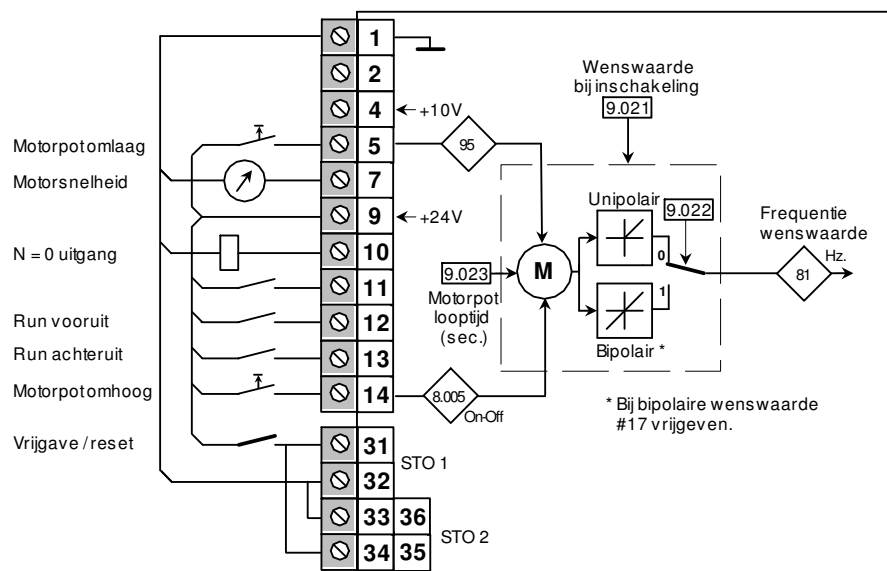 1
2
4
+10V
Motorpot omlaag
5
95
Motorsnelheid
7
9
+24V
N = 0 uitgang
10
11
Run vooruit
12
Run achteruit
13
Motorpot omhoog
14
8.005
On-Off
Vrijgave / reset
31
STO 1
32
33 36
STO 2
34 35
Wenswaarde
bij inschakeling
9.021
Unipolair
9.022
0
1
M
9.023
Motorpot
looptijd
(sec.)
Bipolair *
Frequentie
wenswaarde
Hz.
81
* Bij bipolaire wenswaarde
#17 vrijgeven.